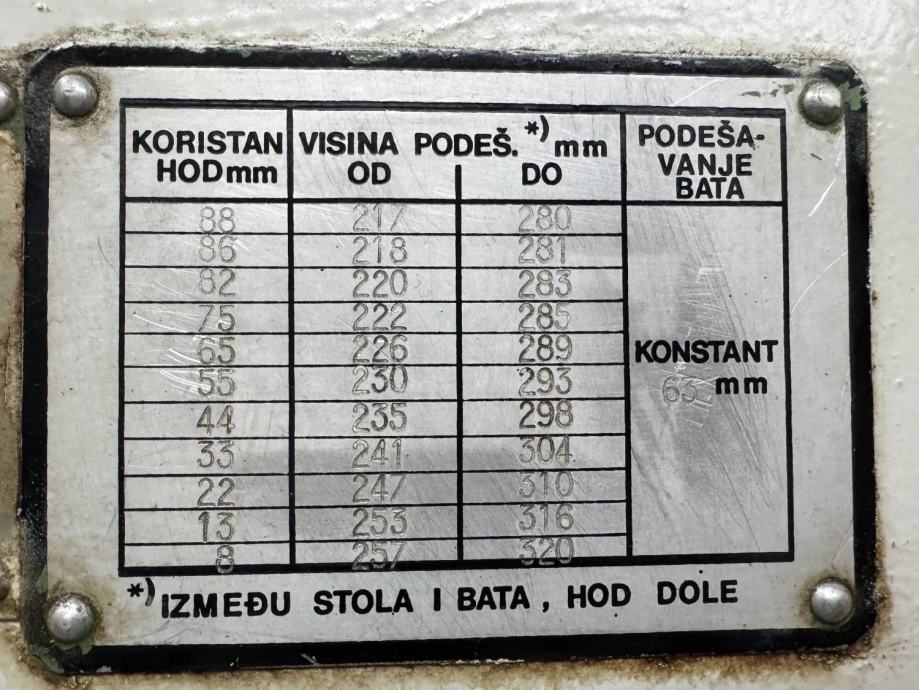 KORISTAN HOD mm VISINA PODEŠ. *) mm PODEŠA-
VANJE
BATA
OD DO
88 217 280
86 218 281
82 220 283
75 222 285
65 226 289
55 230 293
44 235 298
33 241 304
22 247 310
13 253 316
8 257 320
KONSTANT
63 mm
*) IZMEĐU STOLA I BATA, HOD DOLE